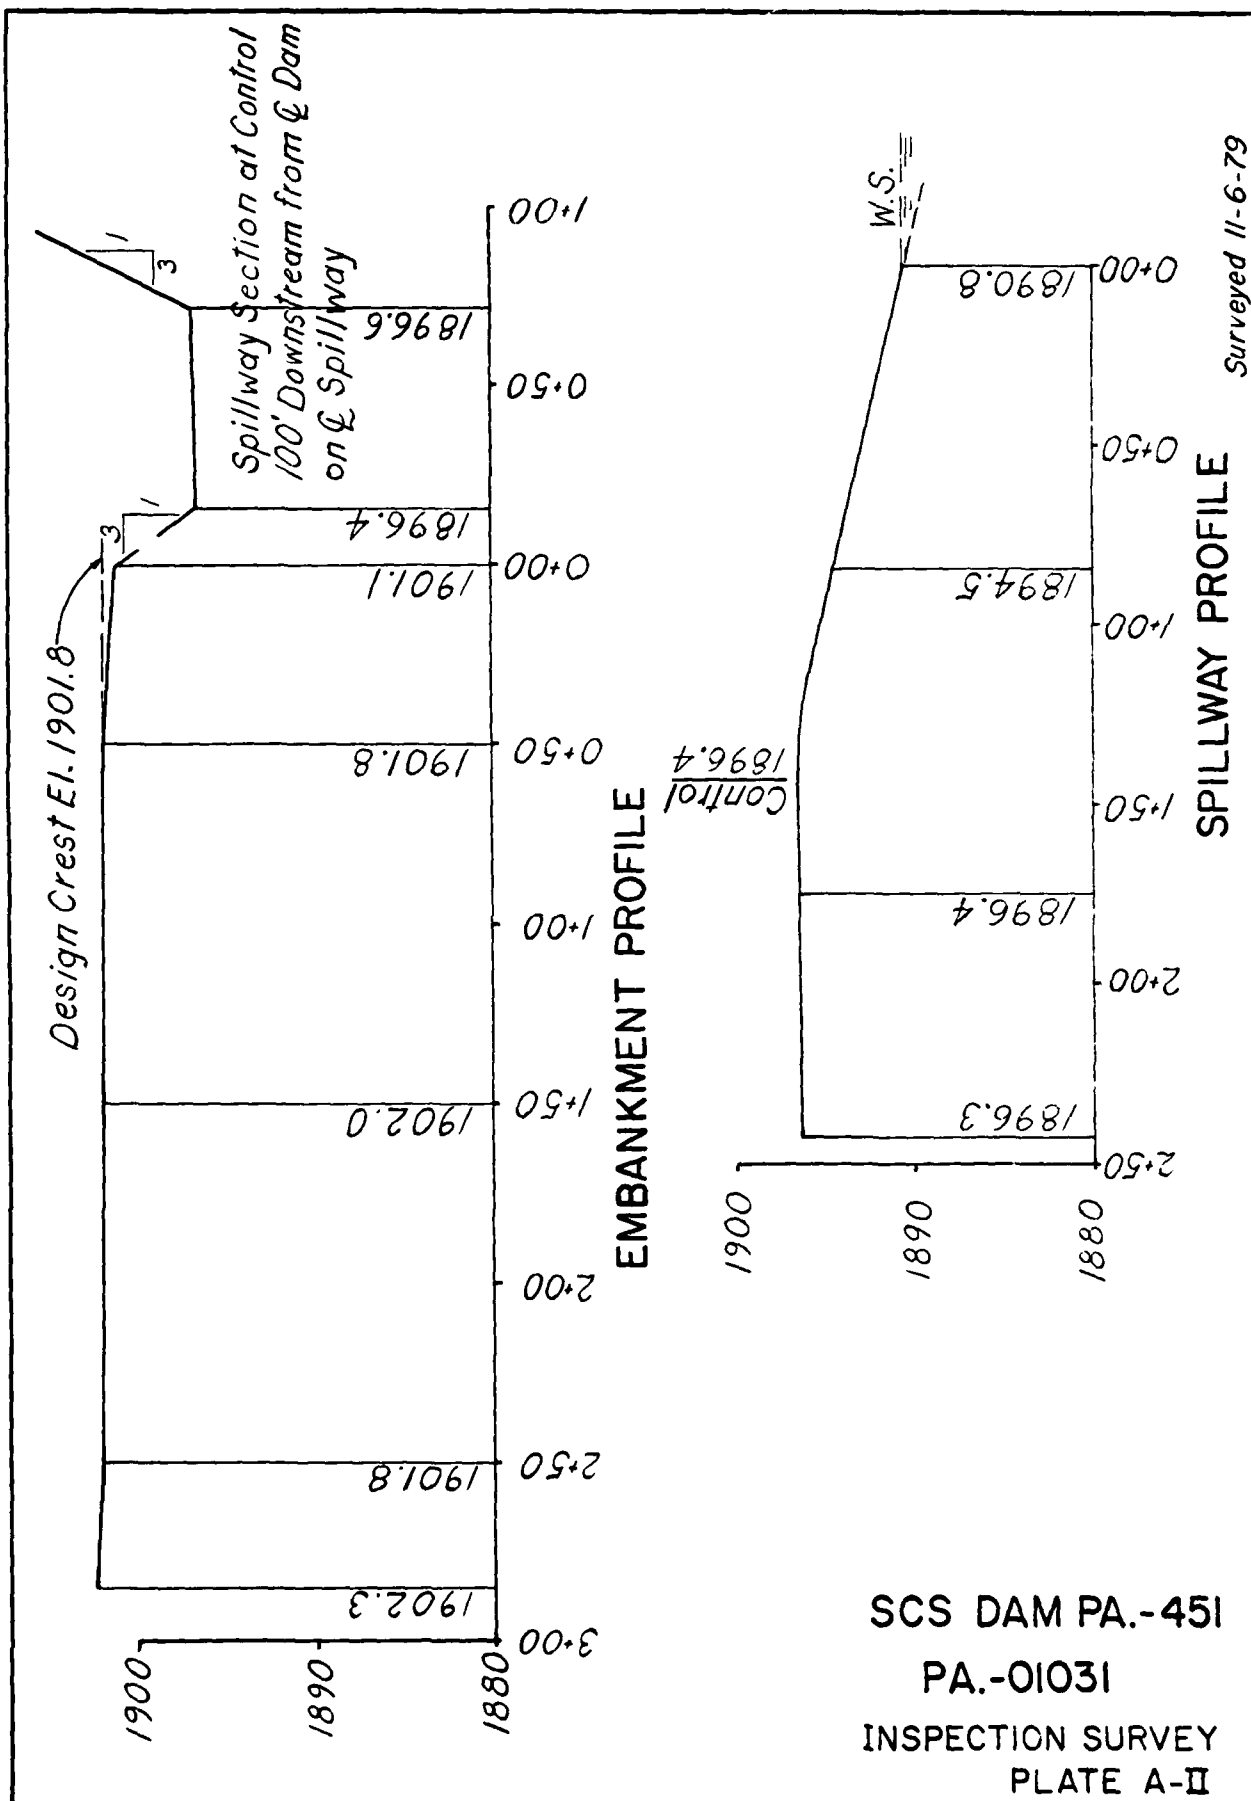 Design Crest El. 1901.8
3
1
1
3
Spillway Section at Control
100' Downstream from ℄ Dam
on ℄ Spillway
1902.3
1901.8
1902.0
1901.8
1901.1
1896.4
1896.6
1900
1890
1880
3+00
2+50
2+00
1+50
1+00
0+50
0+00
0+50
1+00
EMBANKMENT PROFILE
Control
1896.4
W.S.
1896.3
1896.4
1894.5
1890.8
1900
1890
1880
2+50
2+00
1+50
1+00
0+50
0+00
SPILLWAY PROFILE
Surveyed 11-6-79
SCS DAM PA.-451
PA.-01031
INSPECTION SURVEY
PLATE A-II